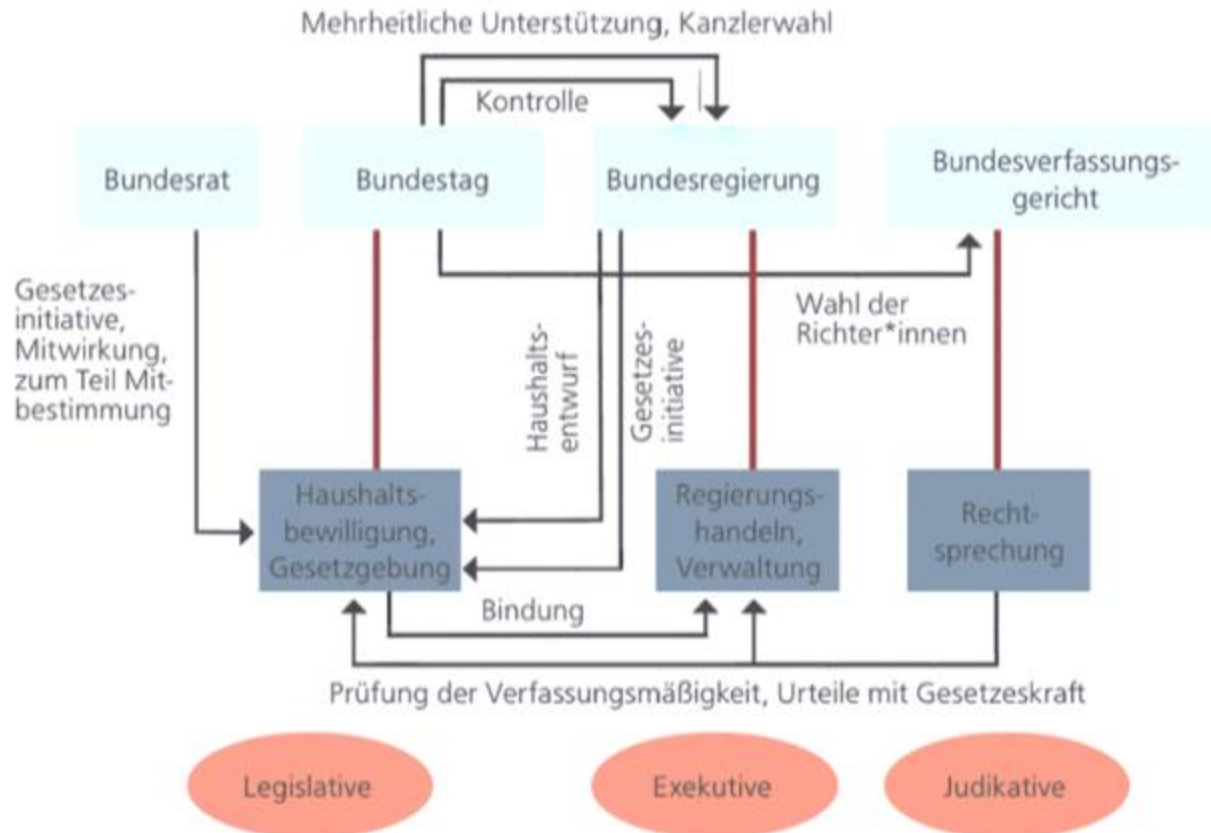 Mehrheitliche Unterstützung, Kanzlerwahl
Kontrolle
Bundesrat
Bundestag
Bundesregierung
Bundesverfassungs-
gericht
Gesetzes-
initiative,
Mitwirkung,
zum Teil Mit-
bestimmung
Haushalts-
entwurf
Gesetzes-
initiative
Wahl der
Richter*innen
Haushalts-
bewilligung,
Gesetzgebung
Regierungs-
handeln,
Verwaltung
Recht-
sprechung
Bindung
Prüfung der Verfassungsmäßigkeit, Urteile mit Gesetzeskraft
Legislative
Exekutive
Judikative